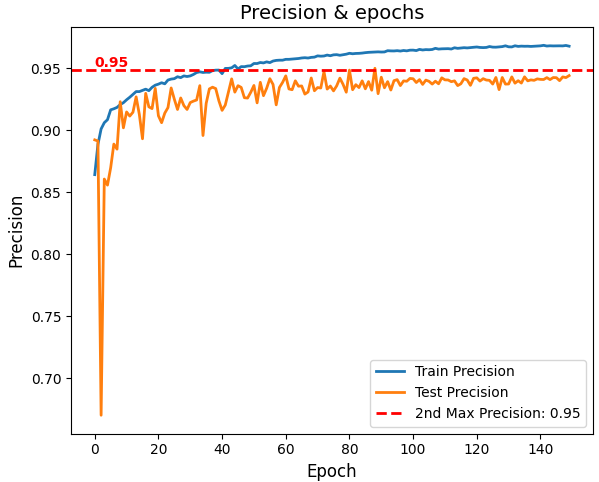 Precision & epochs
0.95
0.95
0.90
0.85
0.80
0.75
0.70
Precision
0
20
40
60
80
100
120
140
Epoch
Train Precision
Test Precision
2nd Max Precision: 0.95